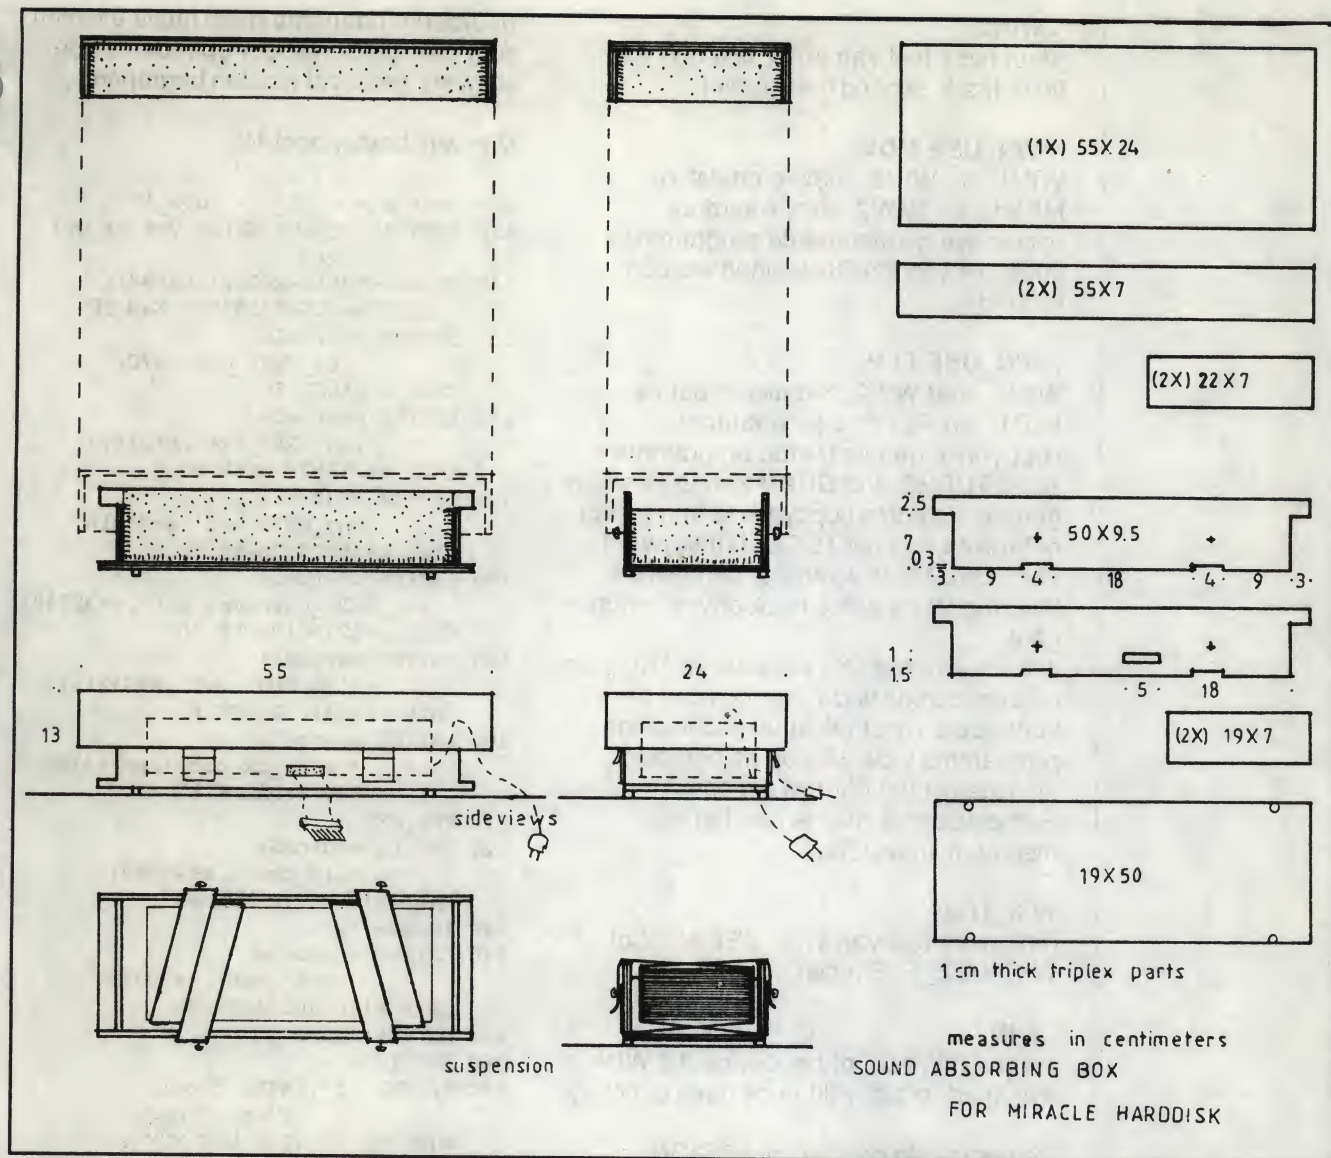 (1X) 55X24
(2X) 55X7
(2X) 22X7
2.5
7
0.3
50X9.5
3 9 4 18 4 9 3
55
24
13
1
1.5
5 18
(2X) 19X7
sideviews
19X50
1cm thick triplex parts
suspension
measures in centimeters
SOUND ABSORBING BOX
FOR MIRACLE HARDDISK